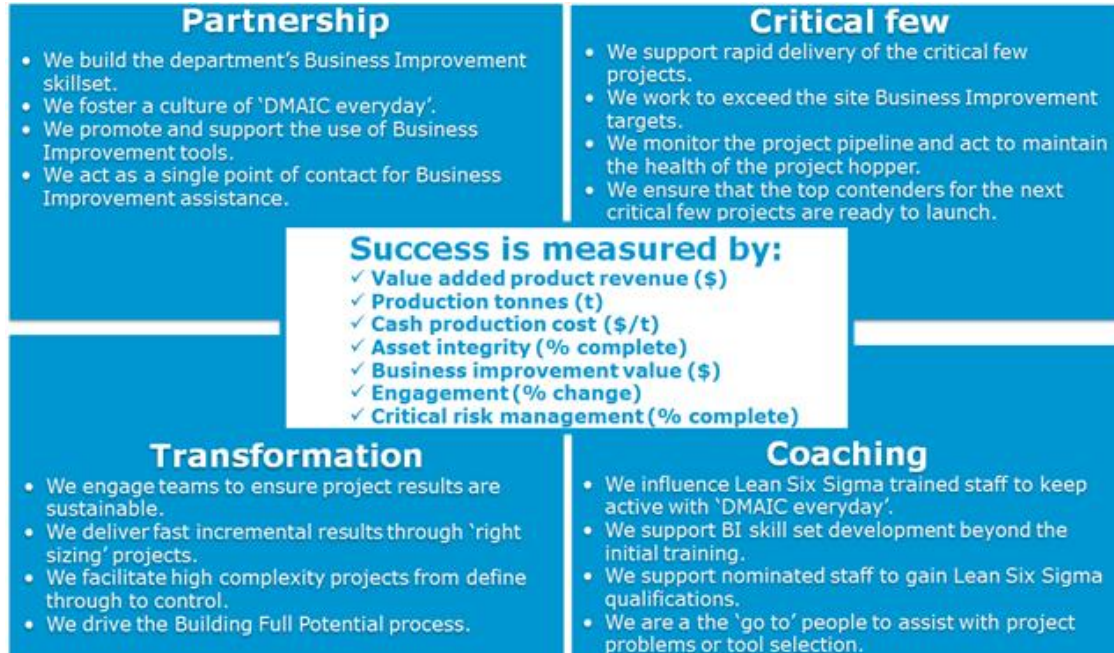 Partnership
• We build the department's Business Improvement
skillset.
• We foster a culture of 'DMAIC everyday'.
• We promote and support the use of Business
Improvement tools.
• We act as a single point of contact for Business
Improvement assistance.
Critical few
• We support rapid delivery of the critical few
projects.
• We work to exceed the site Business Improvement
targets.
• We monitor the project pipeline and act to maintain
the health of the project hopper.
• We ensure that the top contenders for the next
critical few projects are ready to launch.
Success is measured by:
✓ Value added product revenue ($)
✓ Production tonnes (t)
✓ Cash production cost ($/t)
✓ Asset integrity (% complete)
✓ Business improvement value ($)
✓ Engagement (% change)
✓ Critical risk management (% complete)
Transformation
• We engage teams to ensure project results are
sustainable.
• We deliver fast incremental results through 'right
sizing' projects.
• We facilitate high complexity projects from define
through to control.
• We drive the Building Full Potential process.
Coaching
• We influence Lean Six Sigma trained staff to keep
active with 'DMAIC everyday'.
• We support BI skill set development beyond the
initial training.
• We support nominated staff to gain Lean Six Sigma
qualifications.
• We are a the 'go to' people to assist with project
problems or tool selection.